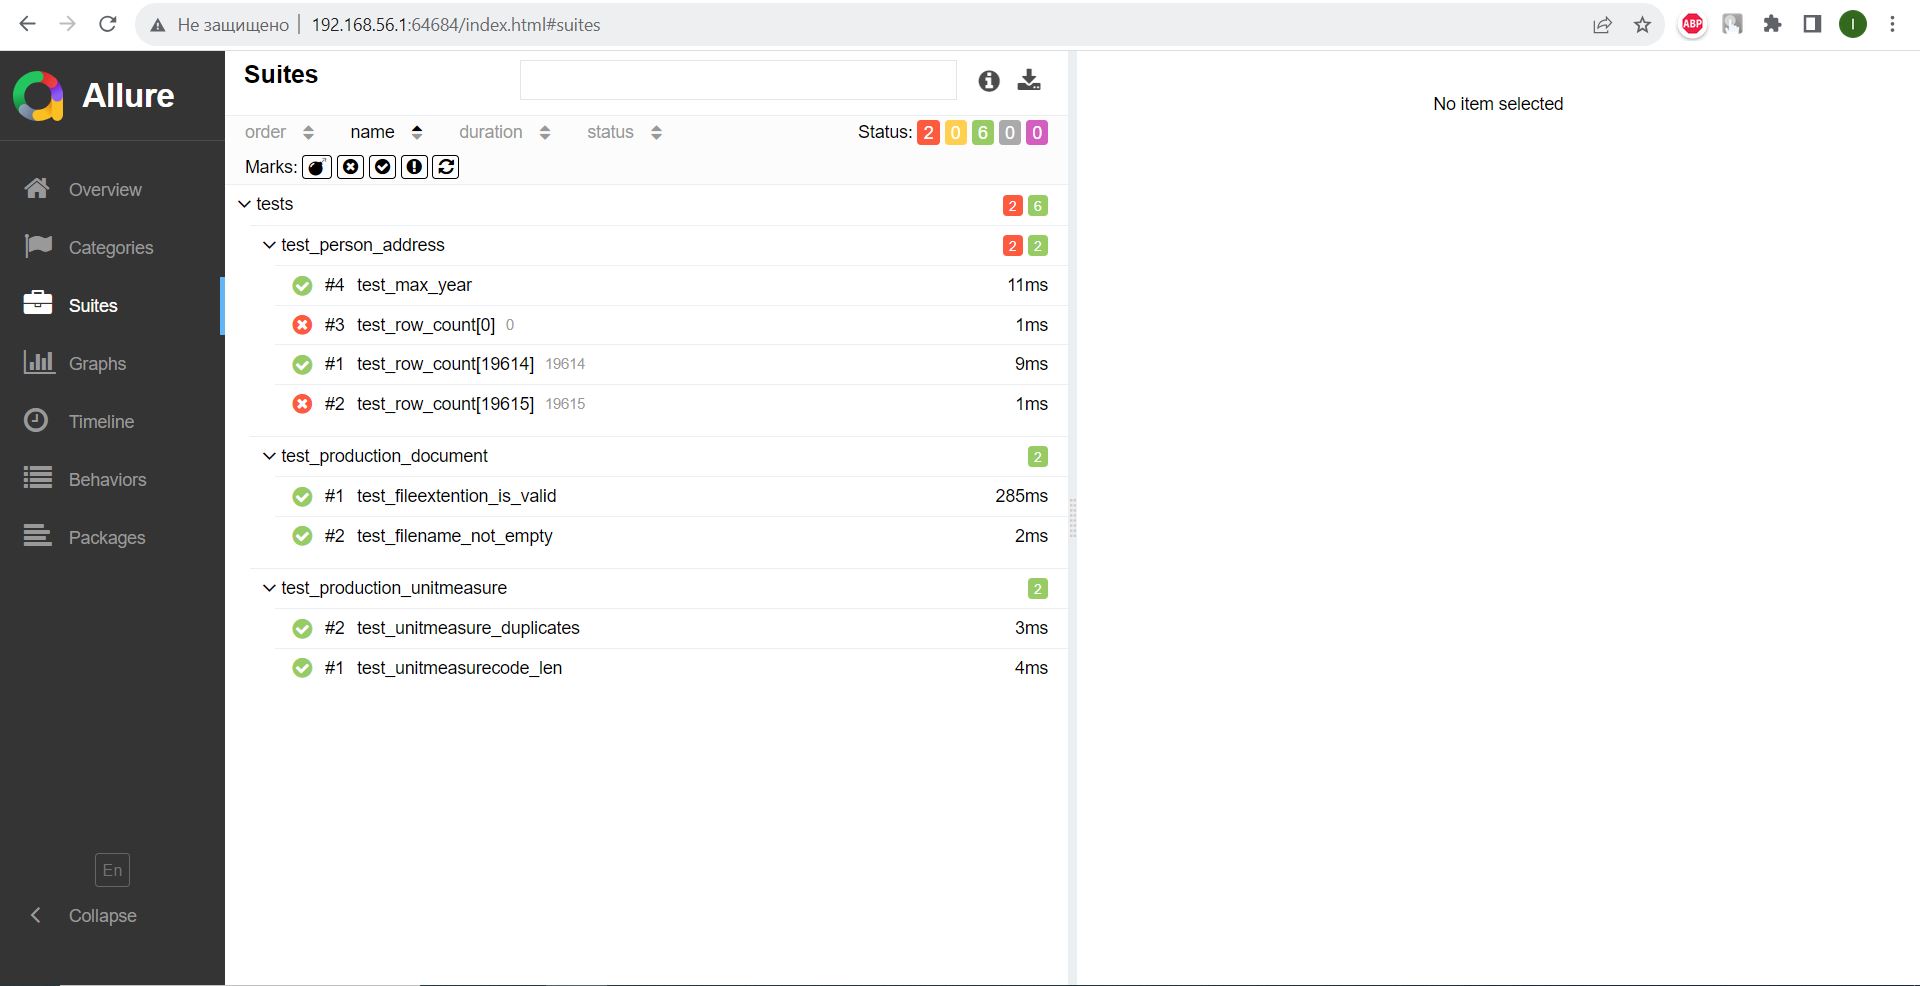 Не защищено | 192.168.56.1:64684/index.html#suites
ABP
I
Allure
Overview
Categories
Suites
Graphs
Timeline
Behaviors
Packages
En
Collapse
Suites
order name duration status Status: 2 0 6 0 0
Marks:
tests 2 6
test_person_address 2 2
#4 test_max_year 11ms
#3 test_row_count[0] 0 1ms
#1 test_row_count[19614] 19614 9ms
#2 test_row_count[19615] 19615 1ms
test_production_document 2
#1 test_fileextention_is_valid 285ms
#2 test_filename_not_empty 2ms
test_production_unitmeasure 2
#2 test_unitmeasure_duplicates 3ms
#1 test_unitmeasurecode_len 4ms
No item selected